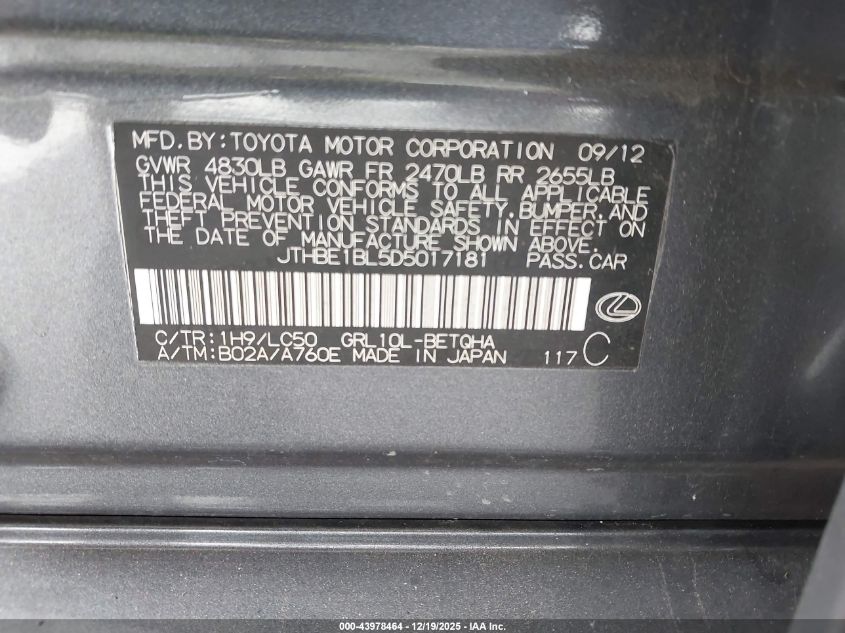 MFD.BY:TOYOTA MOTOR CORPORATION 09/12
GVWR 4830LB GAWR FR 2470LB RR 2655LB
THIS VEHICLE CONFORMS TO ALL APPLICABLE
FEDERAL MOTOR VEHICLE SAFETY,BUMPER,AND
THEFT PREVENTION STANDARDS IN EFFECT ON
THE DATE OF MANUFACTURE SHOWN ABOVE.
JTHBE1BL5D5017181 PASS.CAR
C/TR:1H9/LC50 GRL10L-BETQHA
A/TM:B02A/A760E MADE IN JAPAN 117 C
000-43978464 - 12/19/2025 - IAA Inc.